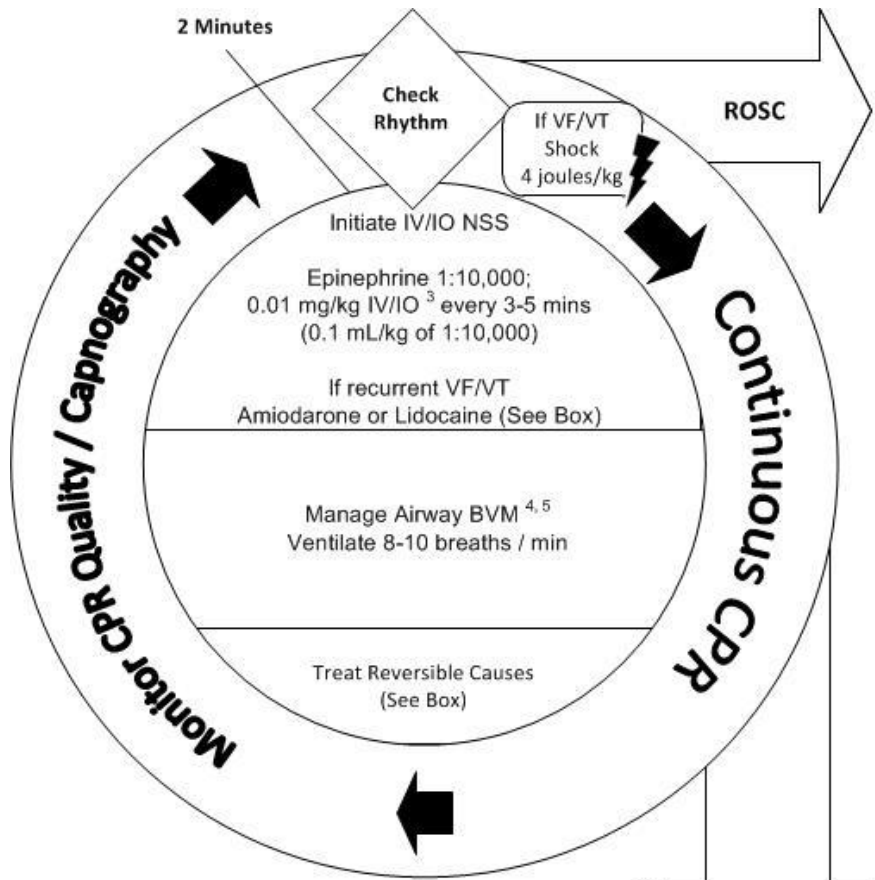 2 Minutes
Check
Rhythm
ROSC
If VF/VT
Shock
4 joules/kg
Initiate IV/IO NSS
Epinephrine 1:10,000;
0.01 mg/kg IV/IO 3 every 3-5 mins
(0.1 mL/kg of 1:10,000)
If recurrent VF/VT
Amiodarone or Lidocaine (See Box)
Manage Airway BVM 4, 5
Ventilate 8-10 breaths / min
Treat Reversible Causes
(See Box)
Continuous CPR
Monitor CPR Quality / Capnography